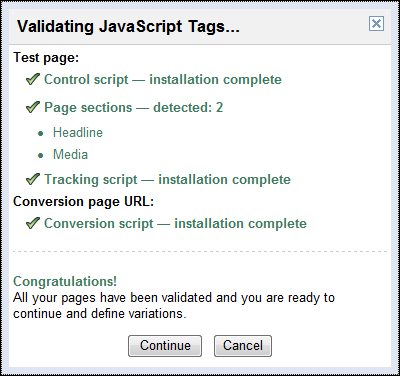 Validating JavaScript Tags...
Test page:
Control script — installation complete
Page sections — detected: 2
Headline
Media
Tracking script — installation complete
Conversion page URL:
Conversion script — installation complete
Congratulations!
All your pages have been validated and you are ready to
continue and define variations.
Continue Cancel